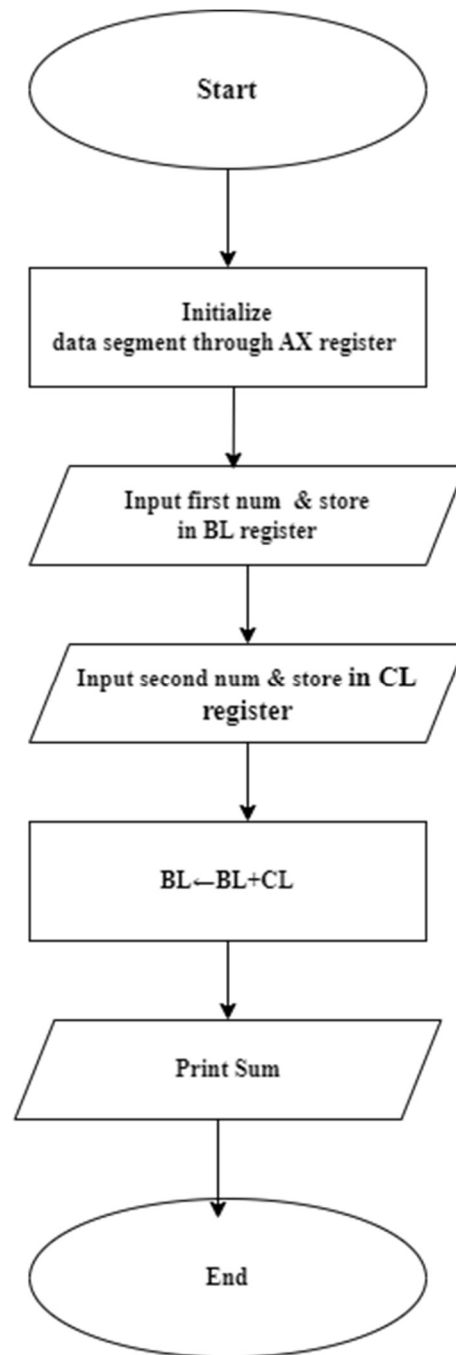 Start
Initialize
data segment through AX register
Input first num & store
in BL register
Input second num & store in CL
register
BL←BL+CL
Print Sum
End